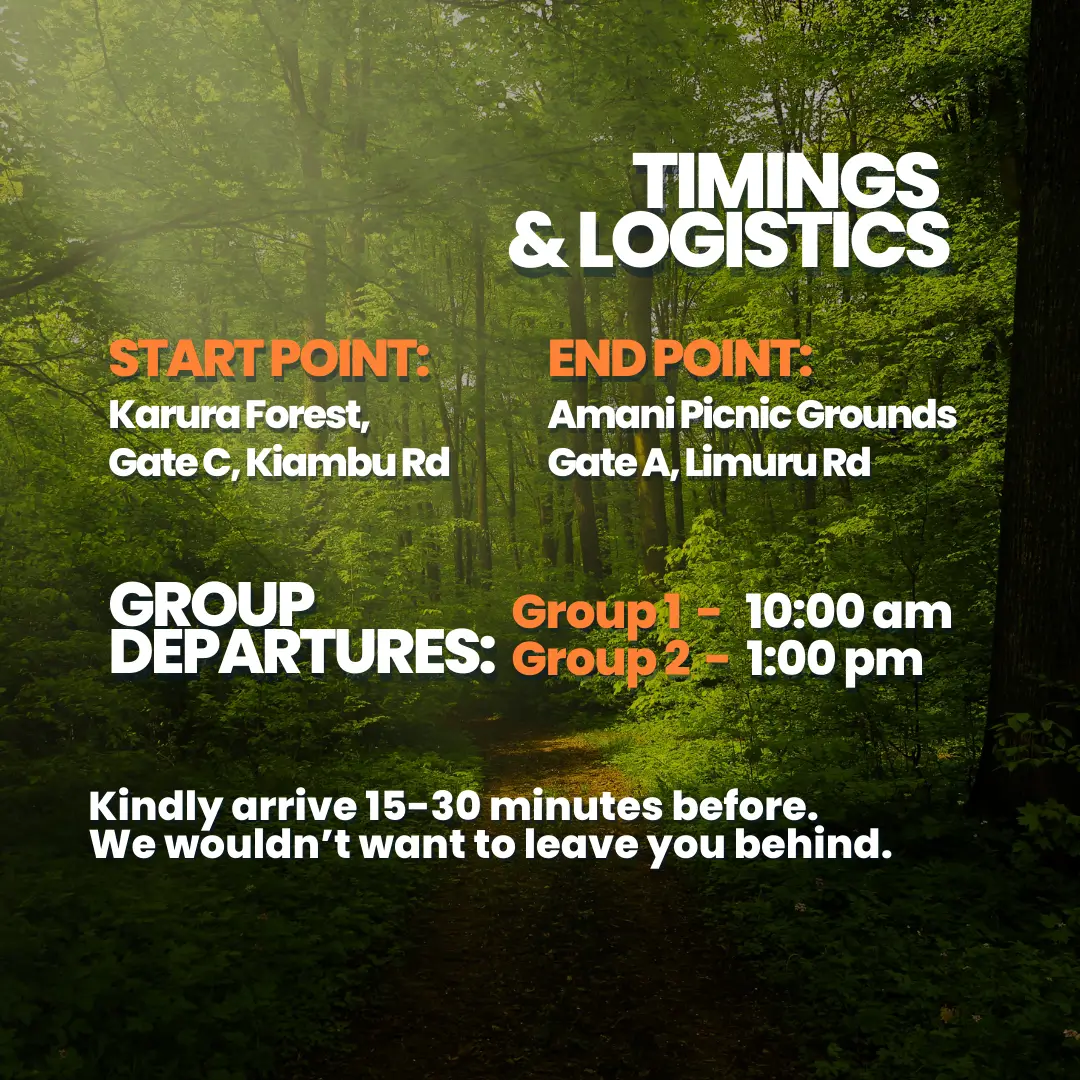 TIMINGS
& LOGISTICS
START POINT:
Karura Forest,
Gate C, Kiambu Rd
END POINT:
Amani Picnic Grounds
Gate A, Limuru Rd
GROUP
DEPARTURES:
Group 1 - 10:00 am
Group 2 - 1:00 pm
Kindly arrive 15-30 minutes before.
We wouldn't want to leave you behind.